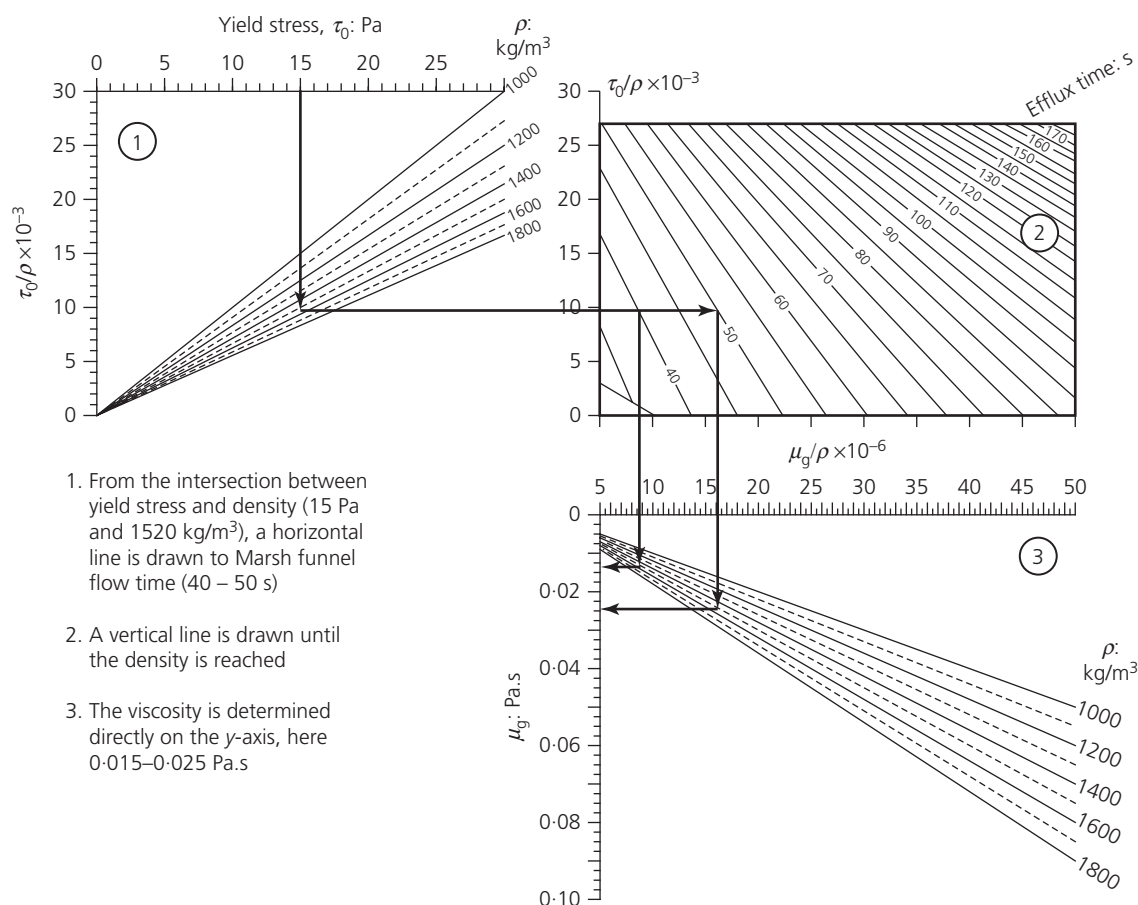 Yield stress, τ0: Pa
ρ:
kg/m3
0 5 10 15 20 25
30
25
20
15
10
5
0
τ0/ρ ×10–3
1
1000
1200
1400
1600
1800
τ0/ρ ×10–3
Efflux time: s
30
25
20
15
10
5
0
170
160
150
140
130
120
110
100
90
80
70
60
50
40
2
μg/ρ ×10–6
5 10 15 20 25 30 35 40 45 50
0
0·02
0·04
0·06
0·08
0·10
μg: Pa.s
3
ρ:
kg/m3
1000
1200
1400
1600
1800
1. From the intersection between
yield stress and density (15 Pa
and 1520 kg/m3), a horizontal
line is drawn to Marsh funnel
flow time (40 – 50 s)
2. A vertical line is drawn until
the density is reached
3. The viscosity is determined
directly on the y-axis, here
0·015–0·025 Pa.s